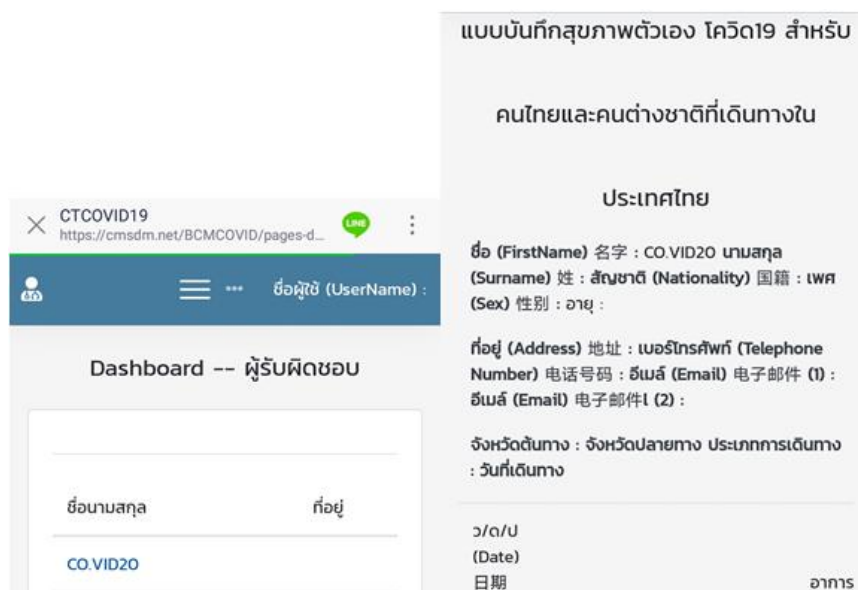 CTCOVID19
https://cmsdm.net/BCMCOVID/pages-d...
LINE
ชื่อผู้ใช้ (UserName) :
Dashboard -- ผู้รับผิดชอบ
ชื่อนามสกุล ที่อยู่
CO.VID20
แบบบันทึกสุขภาพตัวเอง โควิด19 สำหรับ
คนไทยและคนต่างชาติที่เดินทางใน
ประเทศไทย
ชื่อ (FirstName) 名字 : CO.VID20 นามสกุล
(Surname) 姓 : สัญชาติ (Nationality) 国籍 : เพศ
(Sex) 性别 : อายุ :
ที่อยู่ (Address) 地址 : เบอร์โทรศัพท์ (Telephone
Number) 电话号码 : อีเมล์ (Email) 电子邮件 (1) :
อีเมล์ (Email) 电子邮件l (2) :
จังหวัดต้นทาง : จังหวัดปลายทาง ประเภทการเดินทาง
: วันที่เดินทาง
ว/ด/ป
(Date)
日期 อาการ